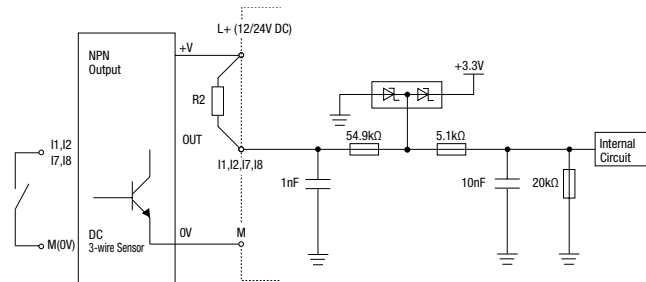 L+ (12/24V DC)
NPN
Output
+V
+3.3V
R2
OUT
54.9kΩ
5.1kΩ
I1,I2
I7,I8
I1,I2,I7,I8
1nF
10nF
20kΩ
Internal
Circuit
M(0V)
DC
3-wire Sensor
0V
M